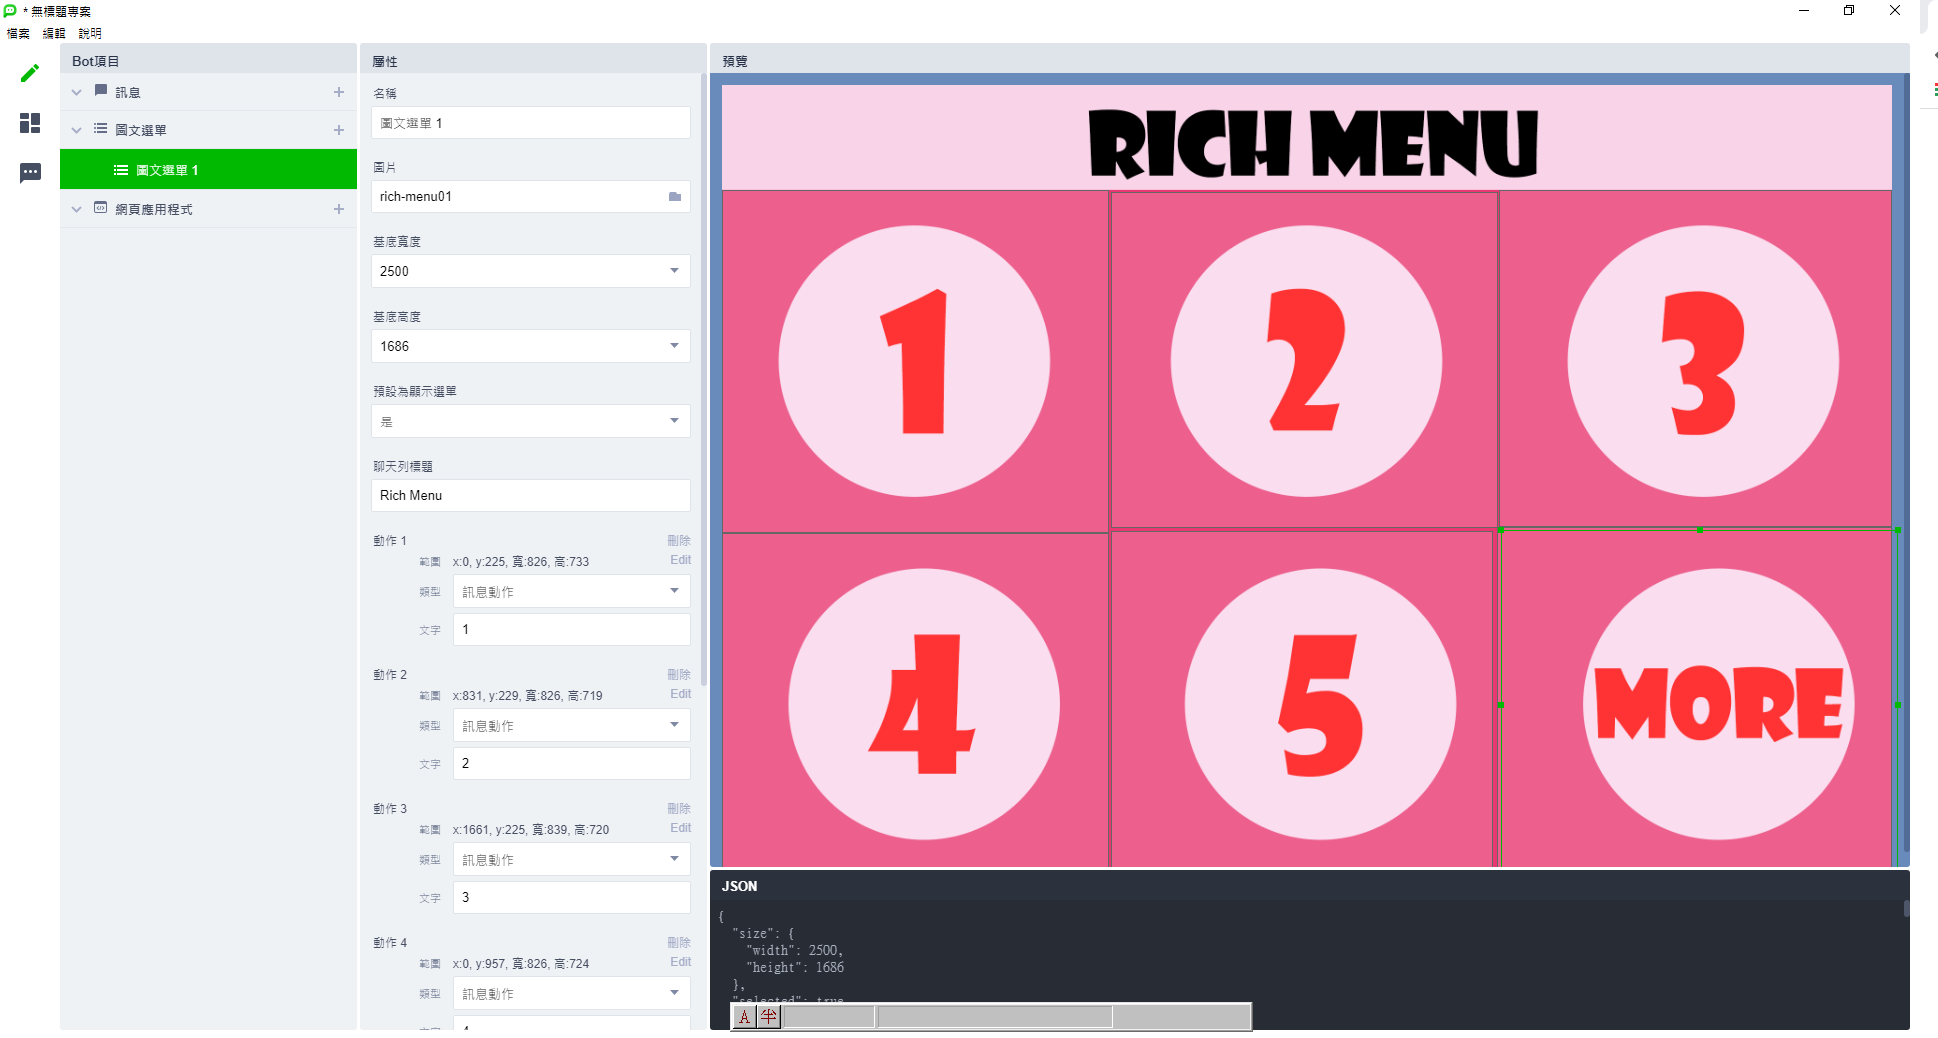 * 無標題專案
檔案 編輯 說明
Bot項目
訊息
圖文選單
圖文選單 1
網頁應用程式
屬性
名稱
圖文選單 1
圖片
rich-menu01
基底寬度
2500
基底高度
1686
預設為顯示選單
是
聊天列標題
Rich Menu
動作 1 刪除
範圍 x:0, y:225, 寬:826, 高:733 Edit
類型 訊息動作
文字 1
動作 2 刪除
範圍 x:831, y:229, 寬:826, 高:719 Edit
類型 訊息動作
文字 2
動作 3 刪除
範圍 x:1661, y:225, 寬:839, 高:720 Edit
類型 訊息動作
文字 3
動作 4 刪除
範圍 x:0, y:957, 寬:826, 高:724 Edit
類型 訊息動作
文字 4
預覽
RICH MENU
1 2 3
4 5 MORE
JSON
{
"size": {
"width": 2500,
"height": 1686
},
"selected": true
A 半